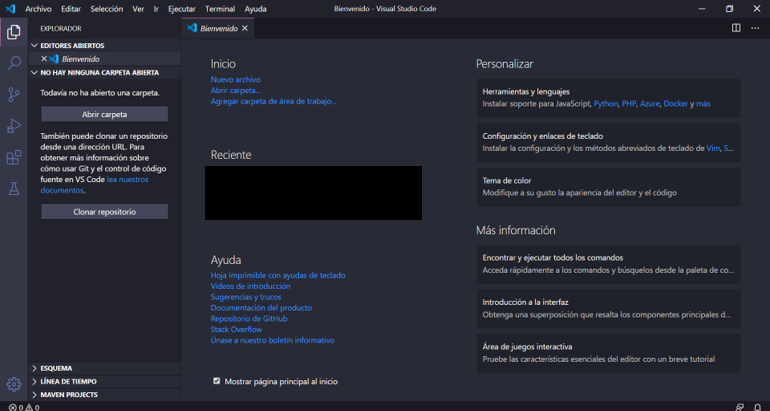 Archivo Editar Selección Ver Ir Ejecutar Terminal Ayuda
Bienvenido - Visual Studio Code
EXPLORADOR
EDITORES ABIERTOS
Bienvenido
NO HAY NINGUNA CARPETA ABIERTA
Todavía no ha abierto una carpeta.
Abrir carpeta
También puede clonar un repositorio
desde una dirección URL. Para
obtener más información sobre
cómo usar Git y el control de código
fuente en VS Code lea nuestros
documentos.
Clonar repositorio
ESQUEMA
LÍNEA DE TIEMPO
MAVEN PROJECTS
Bienvenido
Inicio
Nuevo archivo
Abrir carpeta...
Agregar carpeta de área de trabajo...
Reciente
Ayuda
Hoja imprimible con ayudas de teclado
Vídeos de introducción
Sugerencias y trucos
Documentación del producto
Repositorio de GitHub
Stack Overflow
Únase a nuestro boletín informativo
Mostrar página principal al inicio
Personalizar
Herramientas y lenguajes
Instalar soporte para JavaScript, Python, PHP, Azure, Docker y más
Configuración y enlaces de teclado
Instalar la configuración y los métodos abreviados de teclado de Vim, S...
Tema de color
Modifique a su gusto la apariencia del editor y el código
Más información
Encontrar y ejecutar todos los comandos
Acceda rápidamente a los comandos y búsquelos desde la paleta de co...
Introducción a la interfaz
Obtenga una superposición que resalta los componentes principales d...
Área de juegos interactiva
Pruebe las características esenciales del editor con un breve tutorial
0 0